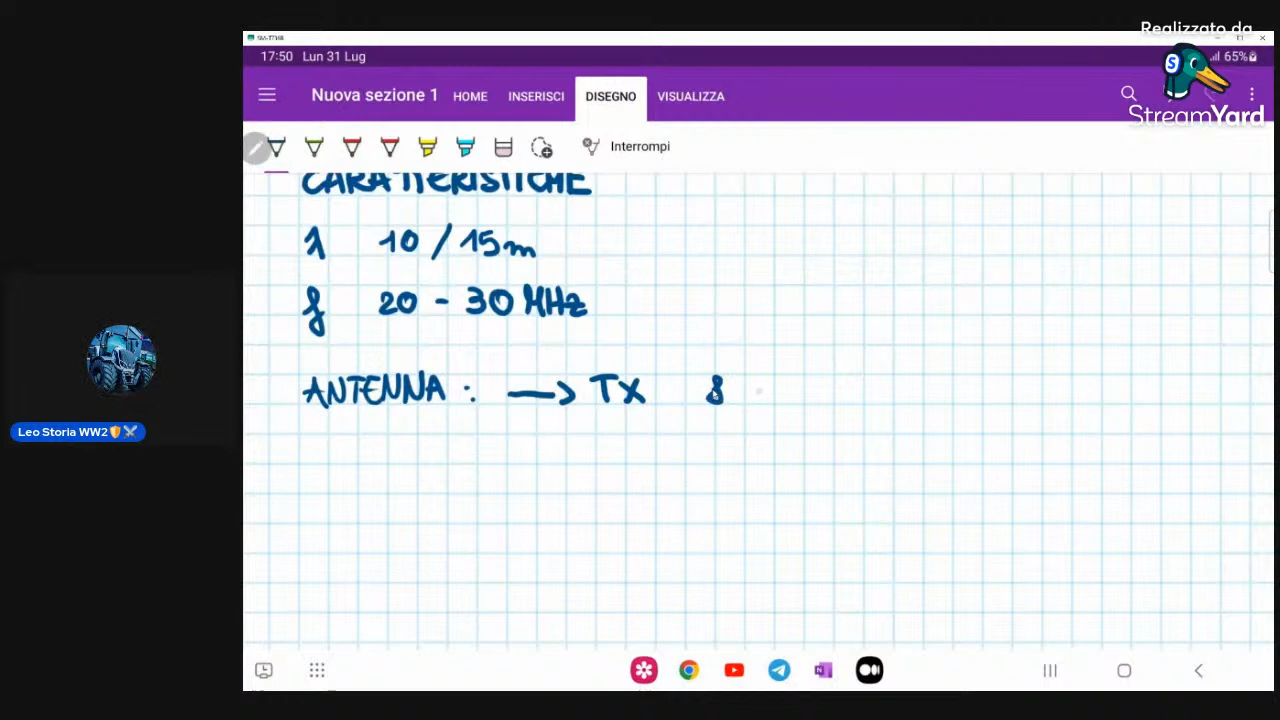 Realizzato da
StreamYard
17:50 Lun 31 Lug
65%
Nuova sezione 1 HOME INSERISCI DISEGNO VISUALIZZA
Interrompi
CARATTERISTICHE
λ 10 / 15m
f 20 - 30 MHz
ANTENNA : → TX 8
Leo Storia WW2